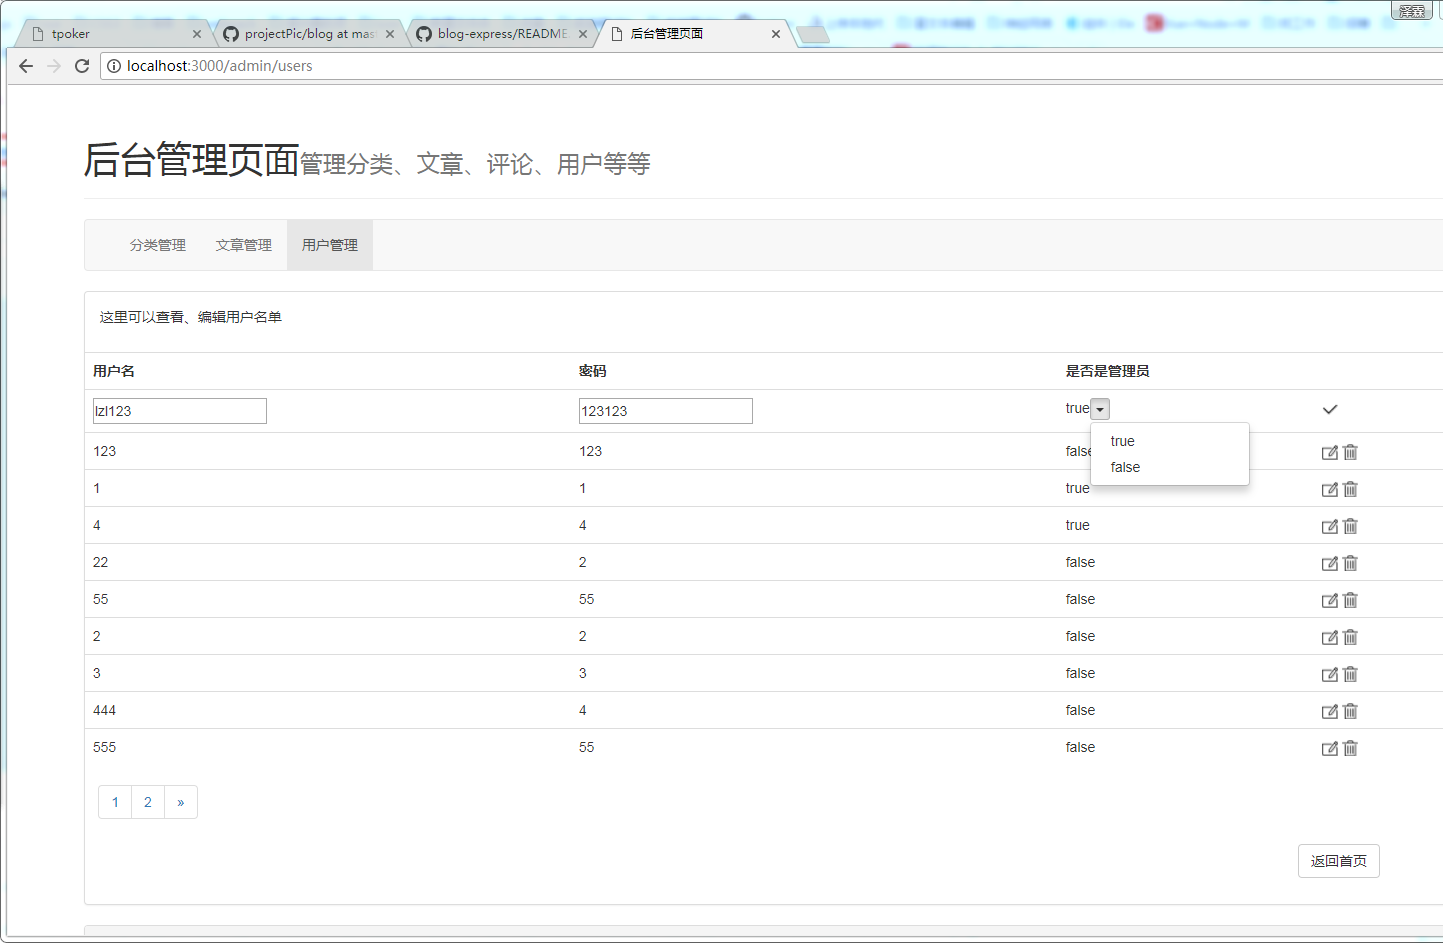 泽霖
tpoker
projectPic/blog at mas
blog-express/README.
后台管理页面
localhost:3000/admin/users
后台管理页面管理分类、文章、评论、用户等等
分类管理 文章管理 用户管理
这里可以查看、编辑用户名单
用户名 密码 是否是管理员
lzl123 123123 true
true
false
123 123 false
1 1 true
4 4 true
22 2 false
55 55 false
2 2 false
3 3 false
444 4 false
555 55 false
1 2 »
返回首页